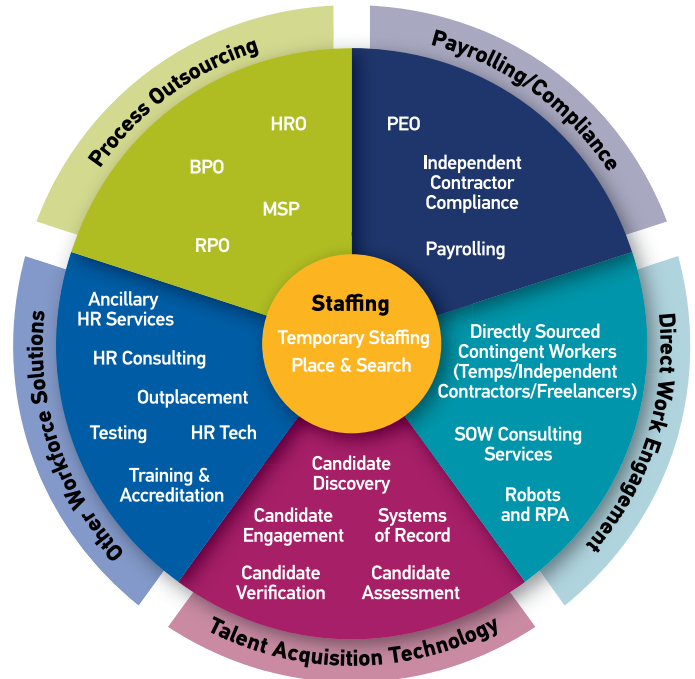 Process Outsourcing
HRO
BPO
MSP
RPO
Payrolling/Compliance
PEO
Independent
Contractor
Compliance
Payrolling
Staffing
Temporary Staffing
Place & Search
Direct Work Engagement
Directly Sourced
Contingent Workers
(Temps/Independent
Contractors/Freelancers)
SOW Consulting
Services
Robots
and RPA
Other Workforce Solutions
Ancillary
HR Services
HR Consulting
Outplacement
Testing
HR Tech
Training &
Accreditation
Candidate
Discovery
Candidate
Engagement
Systems
of Record
Candidate
Verification
Candidate
Assessment
Talent Acquisition Technology